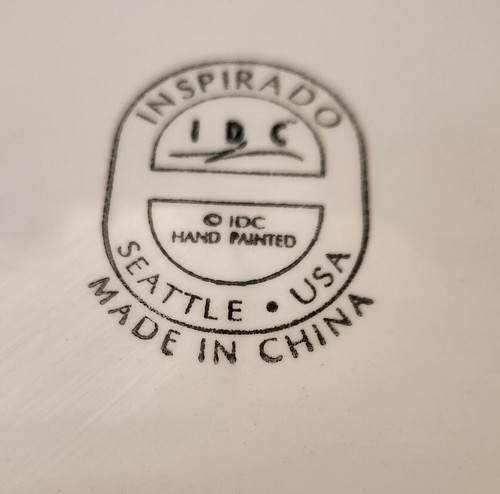 INSPIRADO
IDC
© IDC
HAND PAINTED
SEATTLE • USA
MADE IN CHINA